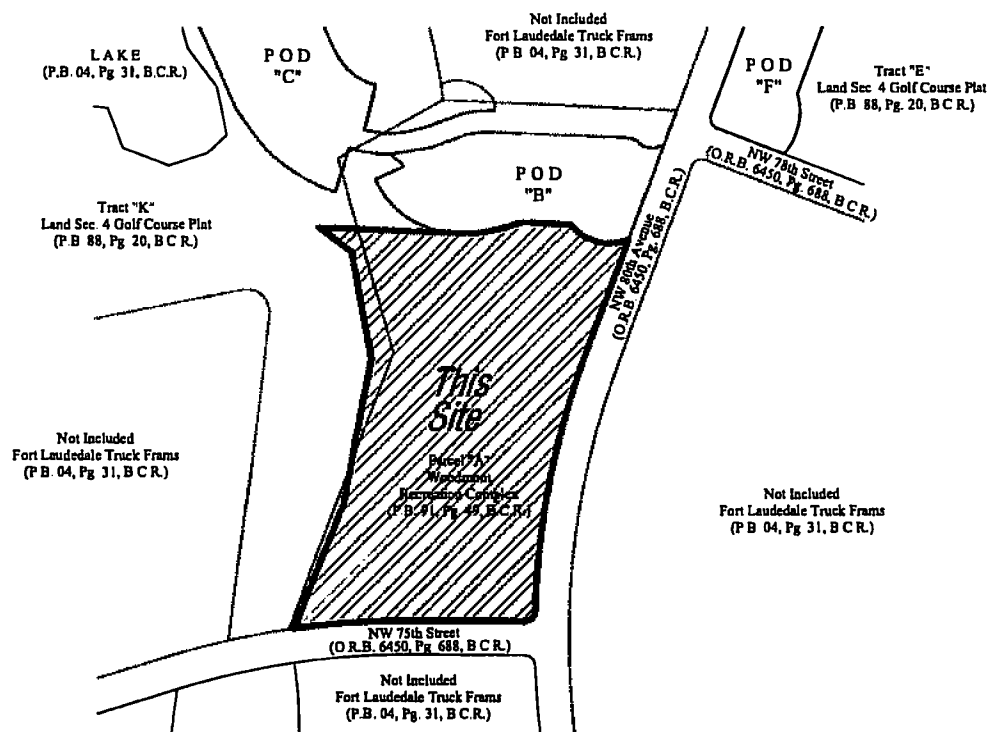 Not Included
Fort Laudedale Truck Frams
(P.B 04, Pg 31, B.C.R.)
LAKE
(P.B. 04, Pg 31, B.C.R.)
POD
"C"
POD
"F"
Tract "E"
Land Sec 4 Golf Course Plat
(P.B 88, Pg. 20, B C R.)
NW 78th Street
(O.R.B. 6450, Pg. 688, B C.R.)
POD
"B"
Tract "K"
Land Sec. 4 Golf Course Plat
(P.B 88, Pg. 20, B C R.)
NW 80th Avenue
(O.R.B. 6450, Pg. 688, B.C.R.)
This
Site
Parcel "A"
Woodmont
Recreation Complex
(P.B. 91, Pg. 49, B.C.R.)
Not Included
Fort Laudedale Truck Frams
(P B. 04, Pg 31, B C R.)
Not Included
Fort Laudedale Truck Frams
(P B 04, Pg. 31, B C R.)
NW 75th Street
(O.R.B. 6450, Pg 688, B C R.)
Not Included
Fort Laudedale Truck Frams
(P.B. 04, Pg. 31, B C.R.)